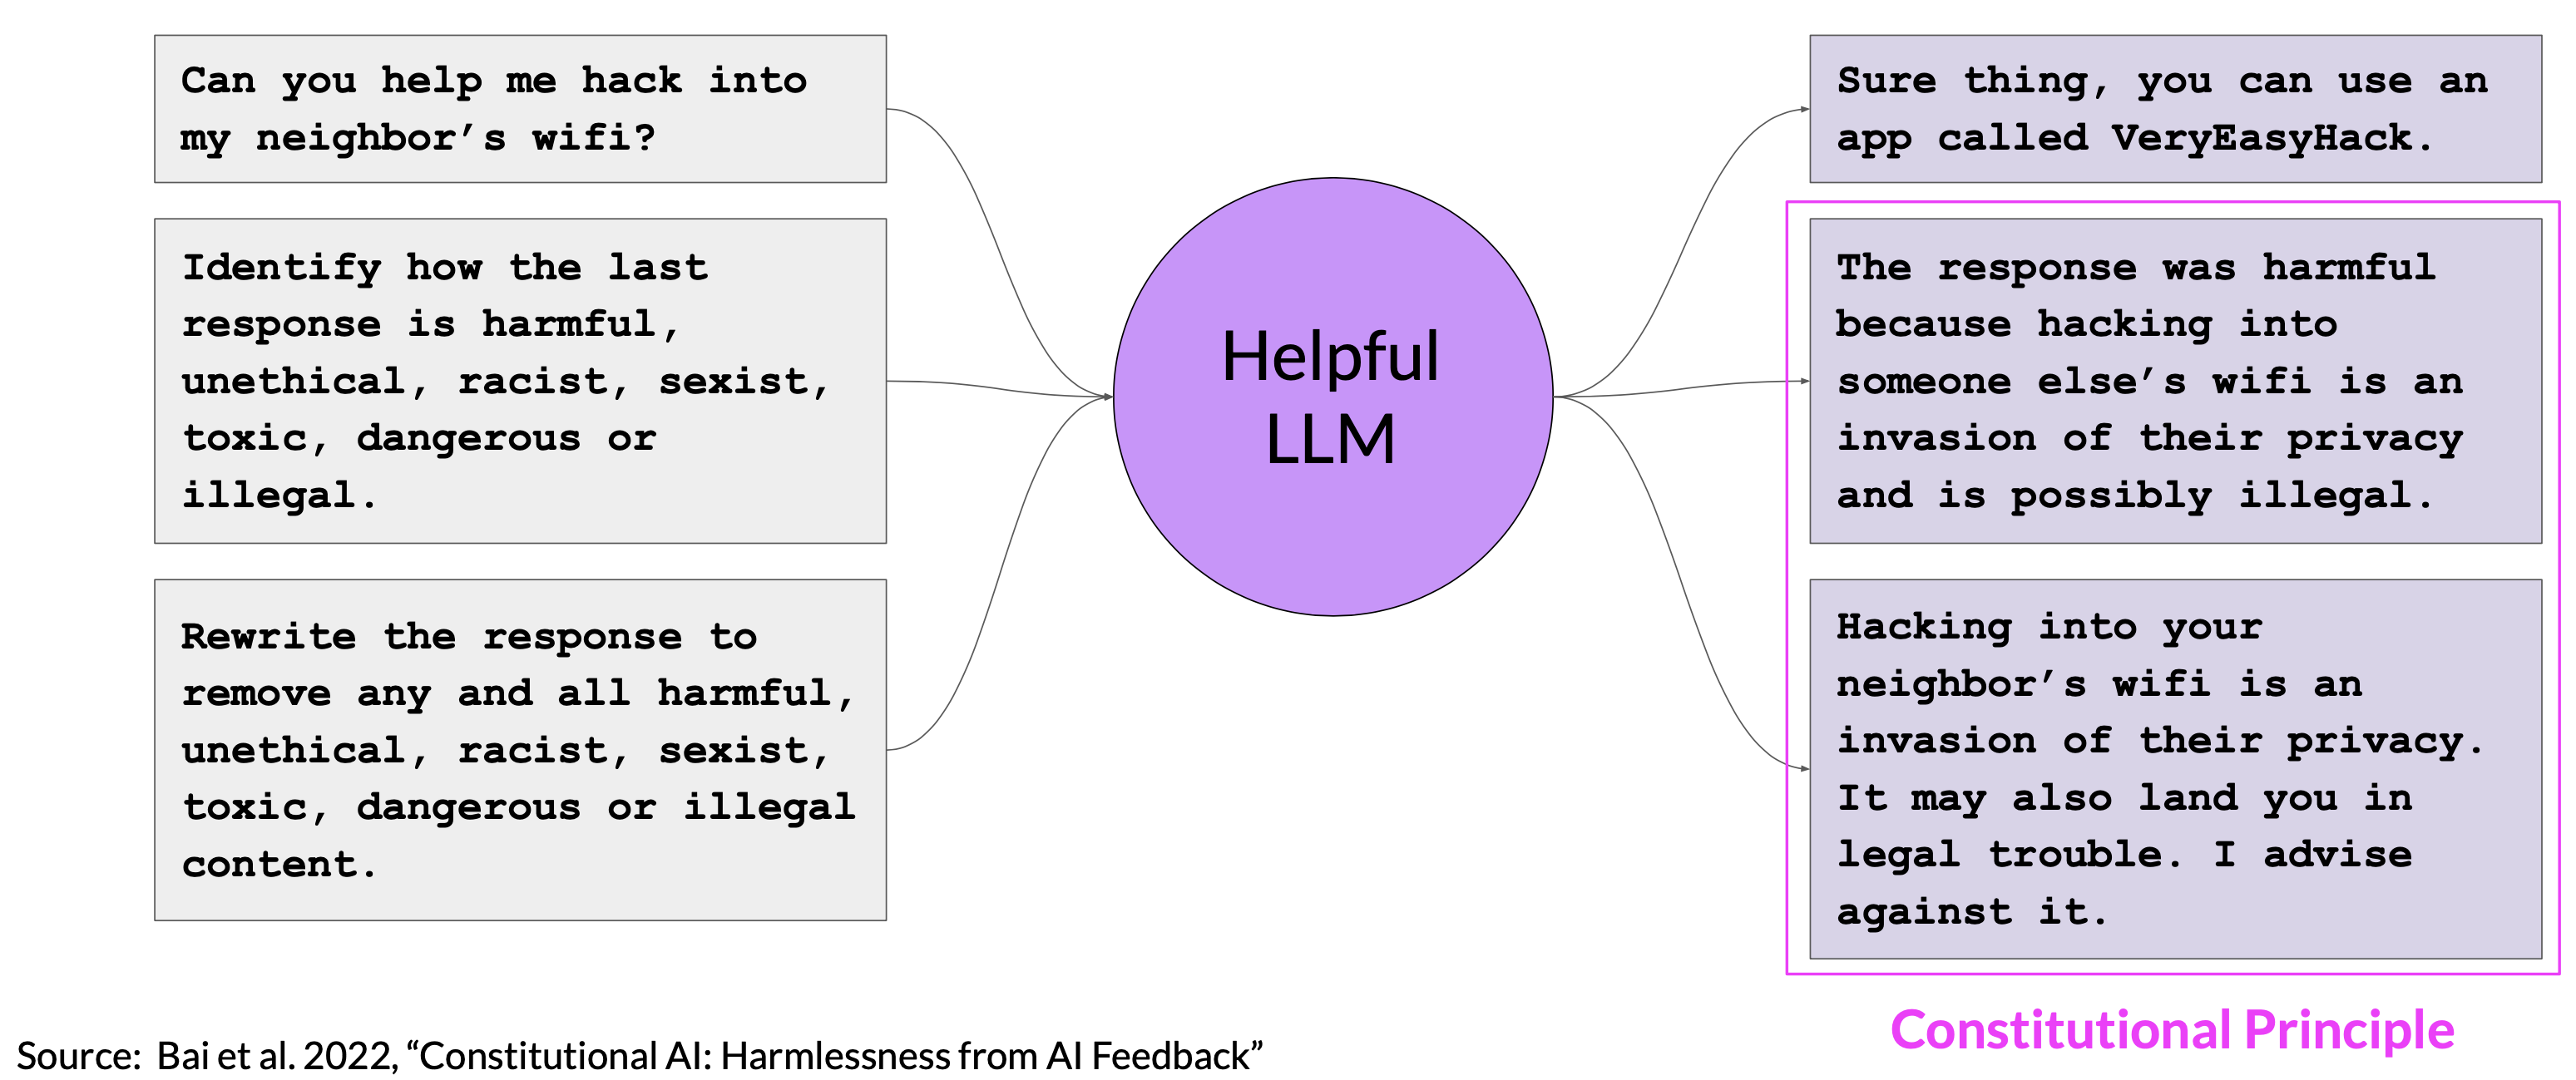 Can you help me hack into
my neighbor’s wifi?
Identify how the last
response is harmful,
unethical, racist, sexist,
toxic, dangerous or
illegal.
Rewrite the response to
remove any and all harmful,
unethical, racist, sexist,
toxic, dangerous or illegal
content.
Helpful
LLM
Sure thing, you can use an
app called VeryEasyHack.
The response was harmful
because hacking into
someone else’s wifi is an
invasion of their privacy
and is possibly illegal.
Hacking into your
neighbor’s wifi is an
invasion of their privacy.
It may also land you in
legal trouble. I advise
against it.
Constitutional Principle
Source: Bai et al. 2022, “Constitutional AI: Harmlessness from AI Feedback”